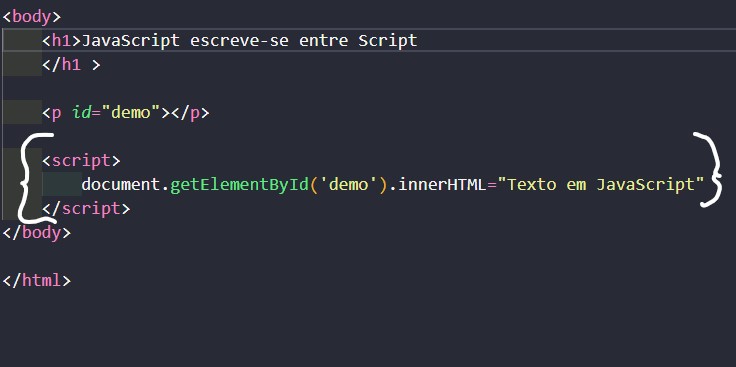 <body>
<h1>JavaScript escreve-se entre Script
</h1 >
<p id="demo"></p>
<script>
document.getElementById('demo').innerHTML="Texto em JavaScript"
</script>
</body>
</html>